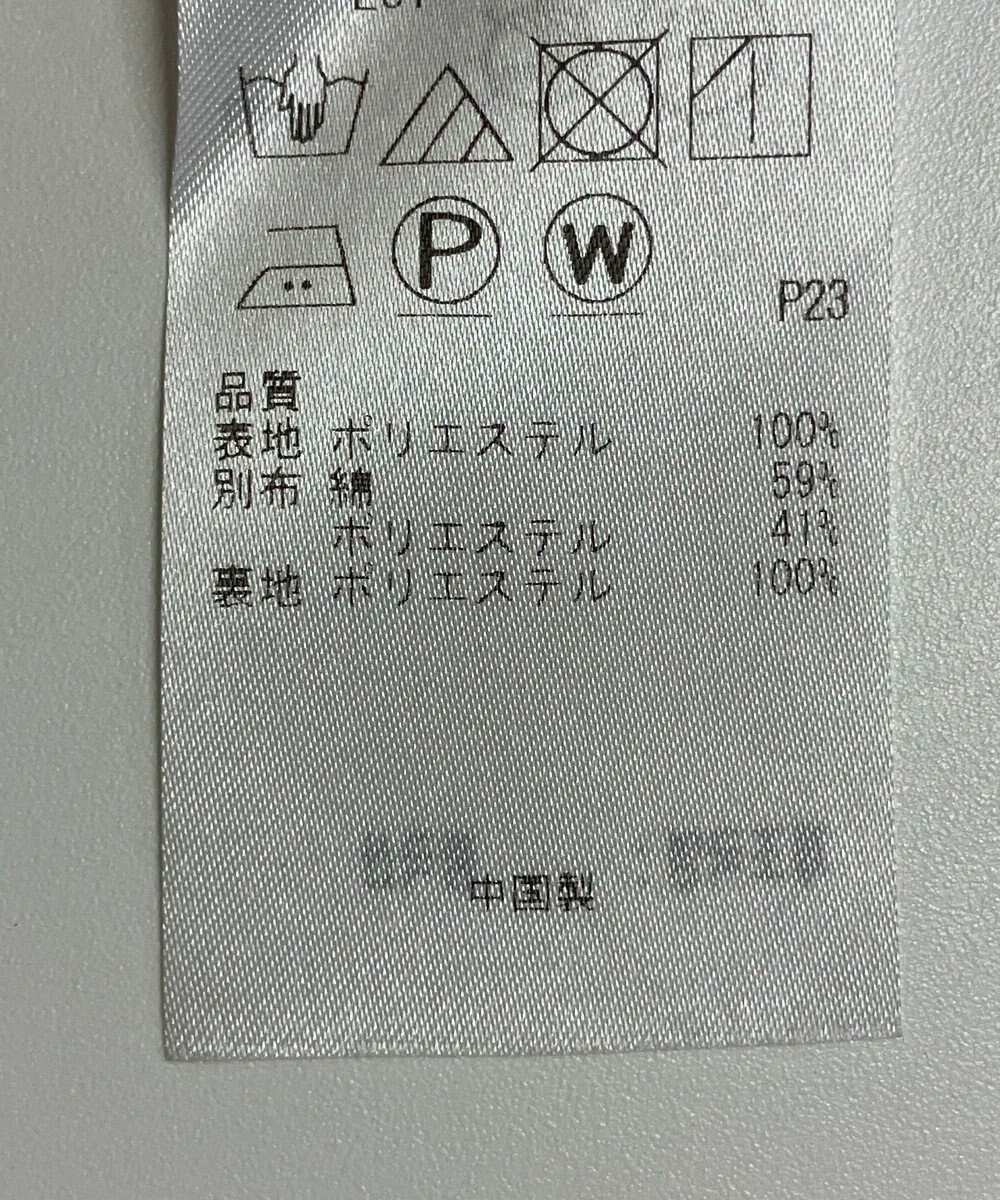 P W
P23
品質
表地 ポリエステル 100%
別布 綿 59%
ポリエステル 41%
裏地 ポリエステル 100%
中国製